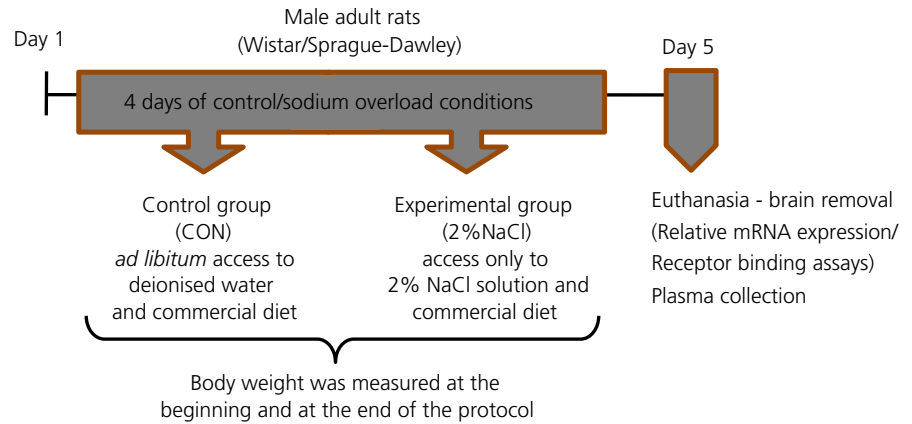 Male adult rats
(Wistar/Sprague-Dawley)
Day 1
Day 5
4 days of control/sodium overload conditions
Control group
(CON)
ad libitum access to
deionised water
and commercial diet
Experimental group
(2%NaCl)
access only to
2% NaCl solution and
commercial diet
Euthanasia - brain removal
(Relative mRNA expression/
Receptor binding assays)
Plasma collection
Body weight was measured at the
beginning and at the end of the protocol